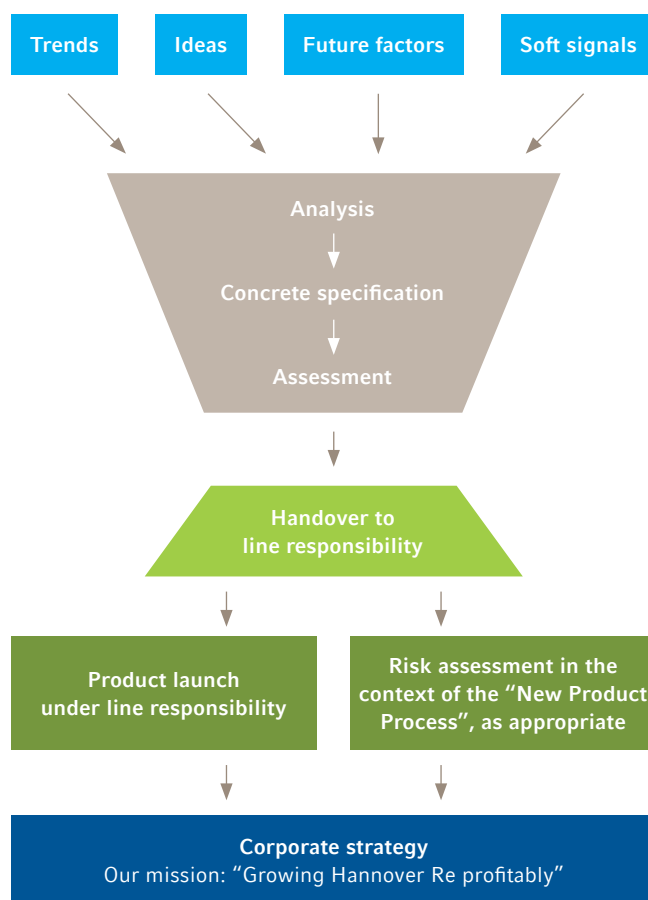 Trends
Ideas
Future factors
Soft signals
Analysis
Concrete specification
Assessment
Handover to
line responsibility
Product launch
under line responsibility
Risk assessment in the
context of the “New Product
Process”, as appropriate
Corporate strategy
Our mission: “Growing Hannover Re profitably”